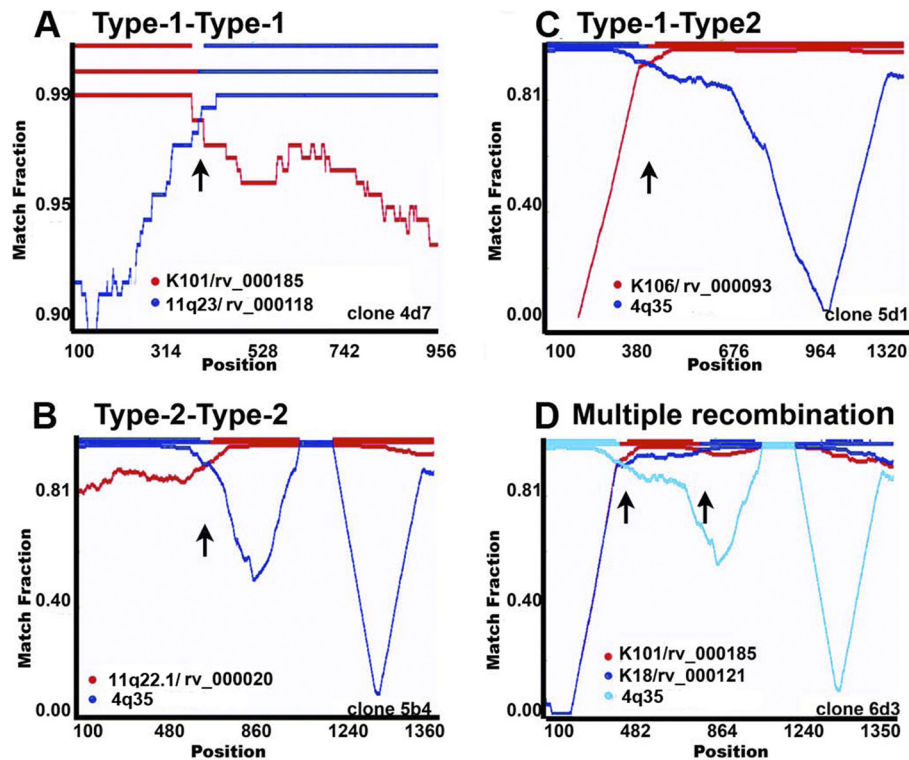 A Type-1-Type-1
Match Fraction
0.99
0.95
0.90
K101/rv_000185
11q23/ rv_000118
clone 4d7
100 314 528 742 956
Position
C Type-1-Type2
Match Fraction
0.81
0.40
0.00
K106/ rv_000093
4q35
clone 5d1
100 380 676 964 1320
Position
B Type-2-Type-2
Match Fraction
0.81
0.40
0.00
11q22.1/ rv_000020
4q35
clone 5b4
100 480 860 1240 1360
Position
D Multiple recombination
Match Fraction
0.81
0.40
0.00
K101/rv_000185
K18/rv_000121
4q35
clone 6d3
100 482 864 1240 1350
Position